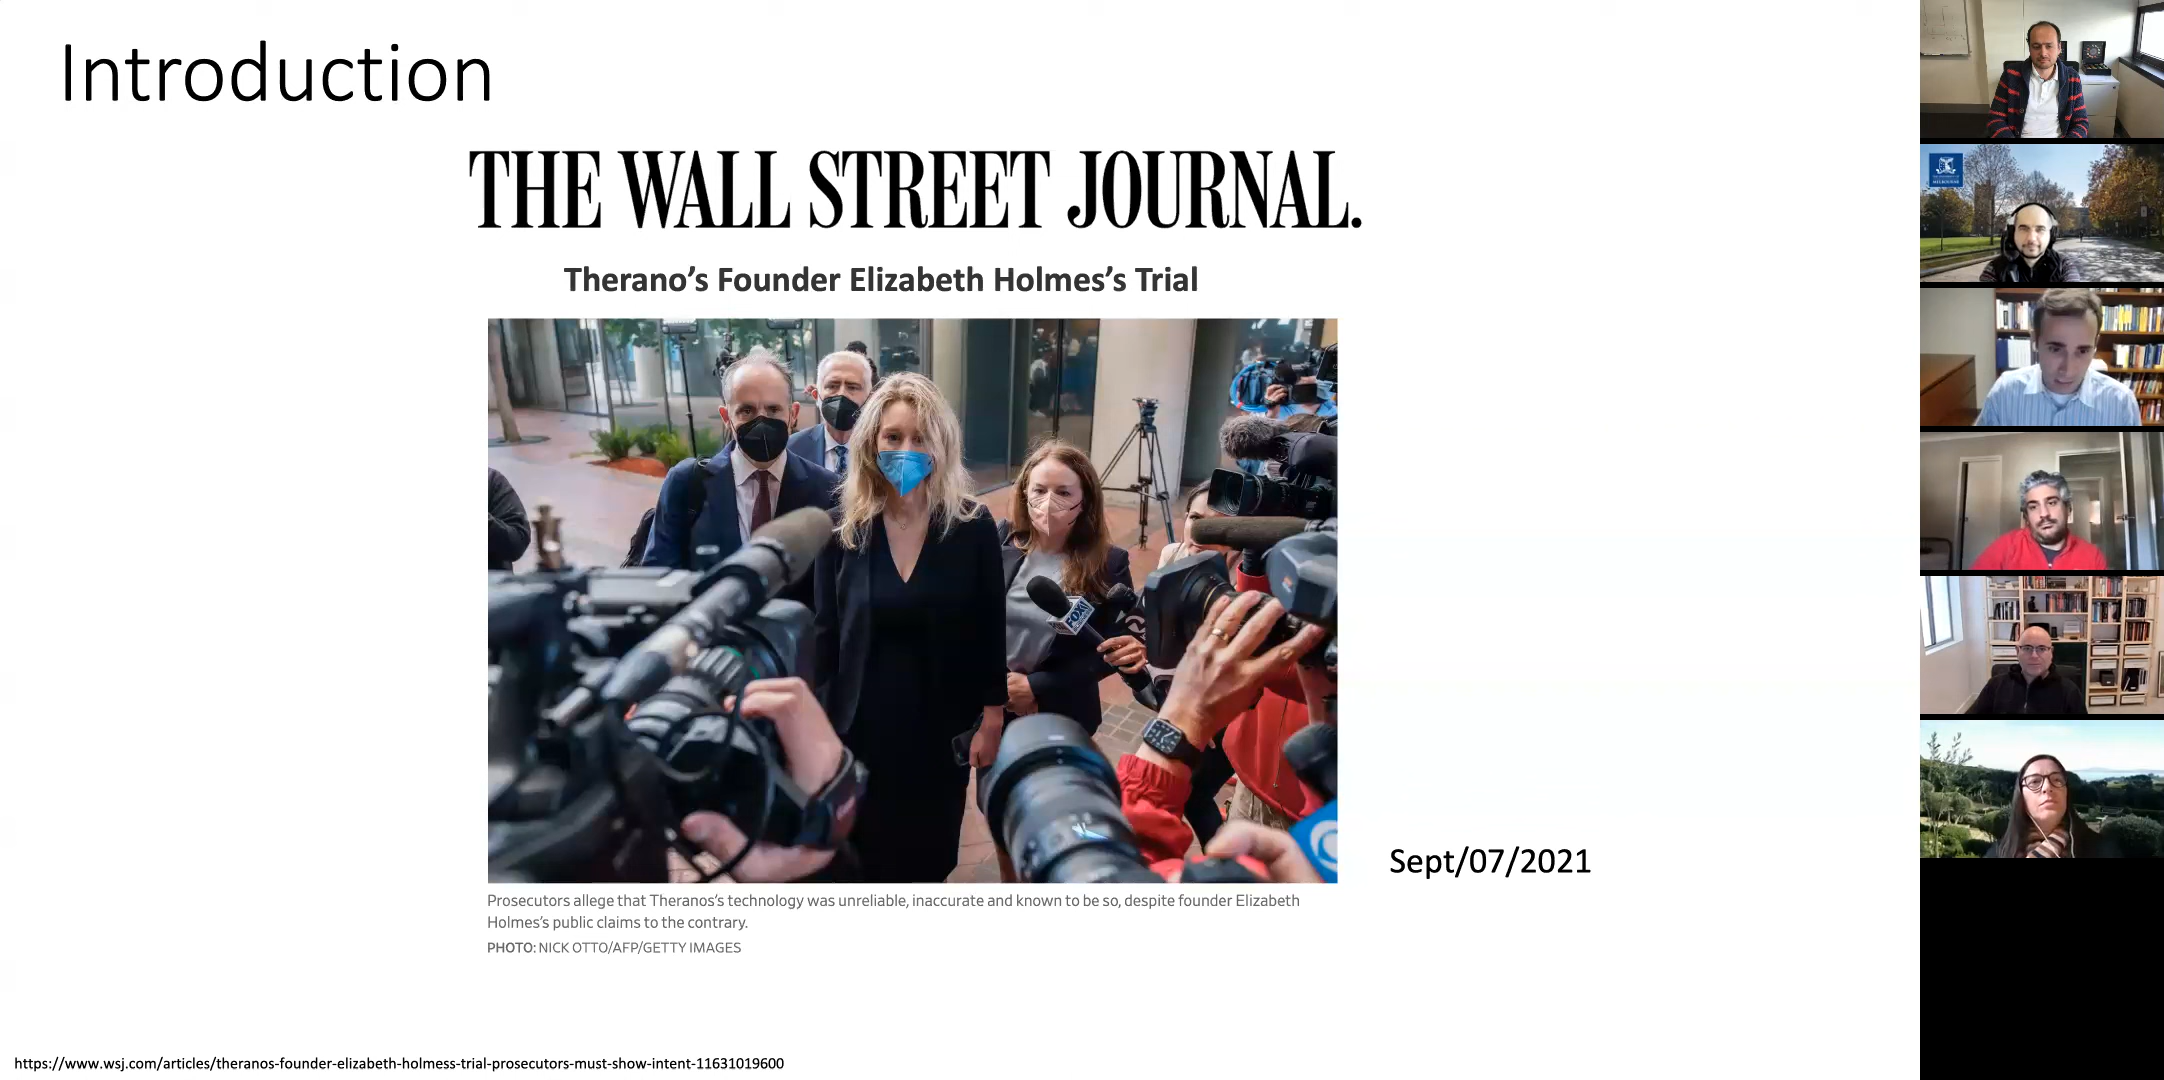 Introduction
THE WALL STREET JOURNAL.
Therano’s Founder Elizabeth Holmes’s Trial
FOX
Sept/07/2021
Prosecutors allege that Theranos’s technology was unreliable, inaccurate and known to be so, despite founder Elizabeth
Holmes’s public claims to the contrary.
PHOTO: NICK OTTO/AFP/GETTY IMAGES
https://www.wsj.com/articles/theranos-founder-elizabeth-holmess-trial-prosecutors-must-show-intent-11631019600
MELBOURNE